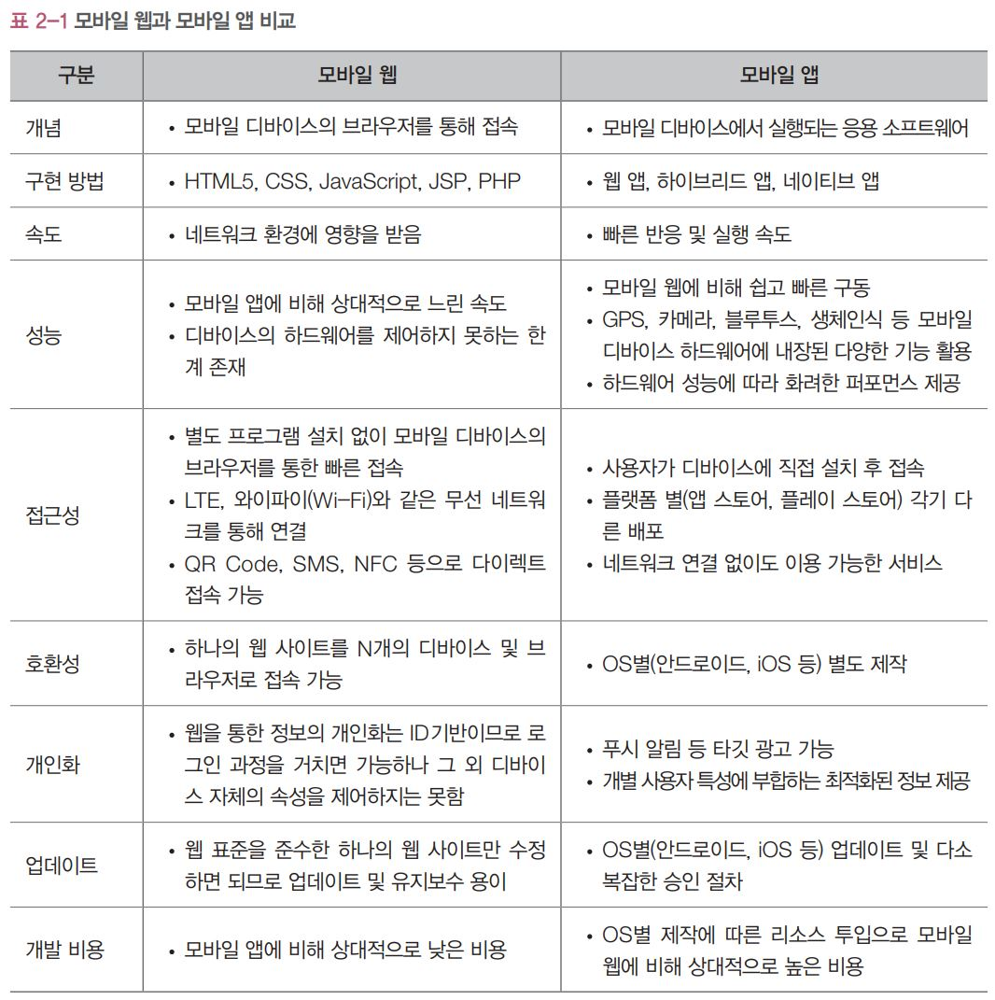 표 2-1 모바일 웹과 모바일 앱 비교
구분 모바일 웹 모바일 앱
개념
• 모바일 디바이스의 브라우저를 통해 접속
• 모바일 디바이스에서 실행되는 응용 소프트웨어
구현 방법
• HTML5, CSS, JavaScript, JSP, PHP
• 웹 앱, 하이브리드 앱, 네이티브 앱
속도
• 네트워크 환경에 영향을 받음
• 빠른 반응 및 실행 속도
성능
• 모바일 앱에 비해 상대적으로 느린 속도
• 디바이스의 하드웨어를 제어하지 못하는 한
계 존재
• 모바일 웹에 비해 쉽고 빠른 구동
• GPS, 카메라, 블루투스, 생체인식 등 모바일
디바이스 하드웨어에 내장된 다양한 기능 활용
• 하드웨어 성능에 따라 화려한 퍼포먼스 제공
접근성
• 별도 프로그램 설치 없이 모바일 디바이스의
브라우저를 통한 빠른 접속
• LTE, 와이파이(Wi-Fi)와 같은 무선 네트워
크를 통해 연결
• QR Code, SMS, NFC 등으로 다이렉트
접속 가능
• 사용자가 디바이스에 직접 설치 후 접속
• 플랫폼 별(앱 스토어, 플레이 스토어) 각기 다
른 배포
• 네트워크 연결 없이도 이용 가능한 서비스
호환성
• 하나의 웹 사이트를 N개의 디바이스 및 브
라우저로 접속 가능
• OS별(안드로이드, iOS 등) 별도 제작
개인화
• 웹을 통한 정보의 개인화는 ID기반이므로 로
그인 과정을 거치면 가능하나 그 외 디바이
스 자체의 속성을 제어하지는 못함
• 푸시 알림 등 타깃 광고 가능
• 개별 사용자 특성에 부합하는 최적화된 정보 제공
업데이트
• 웹 표준을 준수한 하나의 웹 사이트만 수정
하면 되므로 업데이트 및 유지보수 용이
• OS별(안드로이드, iOS 등) 업데이트 및 다소
복잡한 승인 절차
개발 비용
• 모바일 앱에 비해 상대적으로 낮은 비용
• OS별 제작에 따른 리소스 투입으로 모바일
웹에 비해 상대적으로 높은 비용